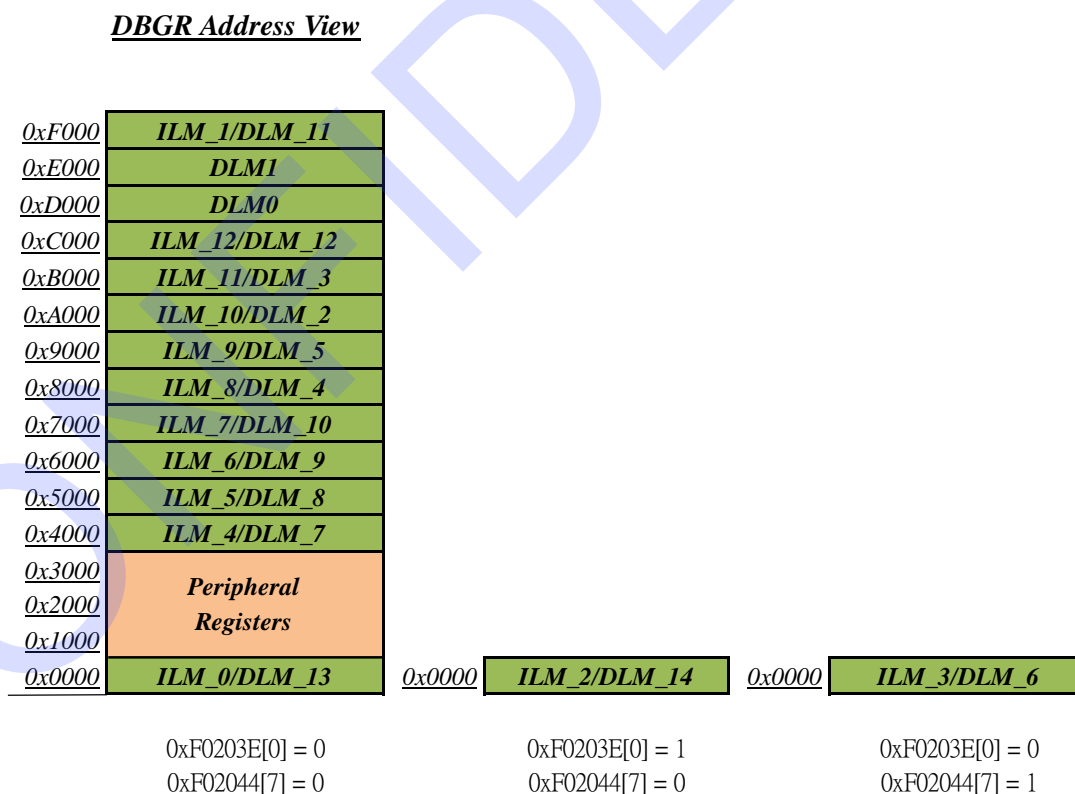 DBGR Address View
0xF000 ILM_1/DLM_11
0xE000 DLM1
0xD000 DLM0
0xC000 ILM_12/DLM_12
0xB000 ILM_11/DLM_3
0xA000 ILM_10/DLM_2
0x9000 ILM_9/DLM_5
0x8000 ILM_8/DLM_4
0x7000 ILM_7/DLM_10
0x6000 ILM_6/DLM_9
0x5000 ILM_5/DLM_8
0x4000 ILM_4/DLM_7
0x3000
Peripheral
0x2000
Registers
0x1000
0x0000 ILM_0/DLM_13 0x0000 ILM_2/DLM_14 0x0000 ILM_3/DLM_6
0xF0203E[0] = 0 0xF0203E[0] = 1 0xF0203E[0] = 0
0xF02044[7] = 0 0xF02044[7] = 0 0xF02044[7] = 1